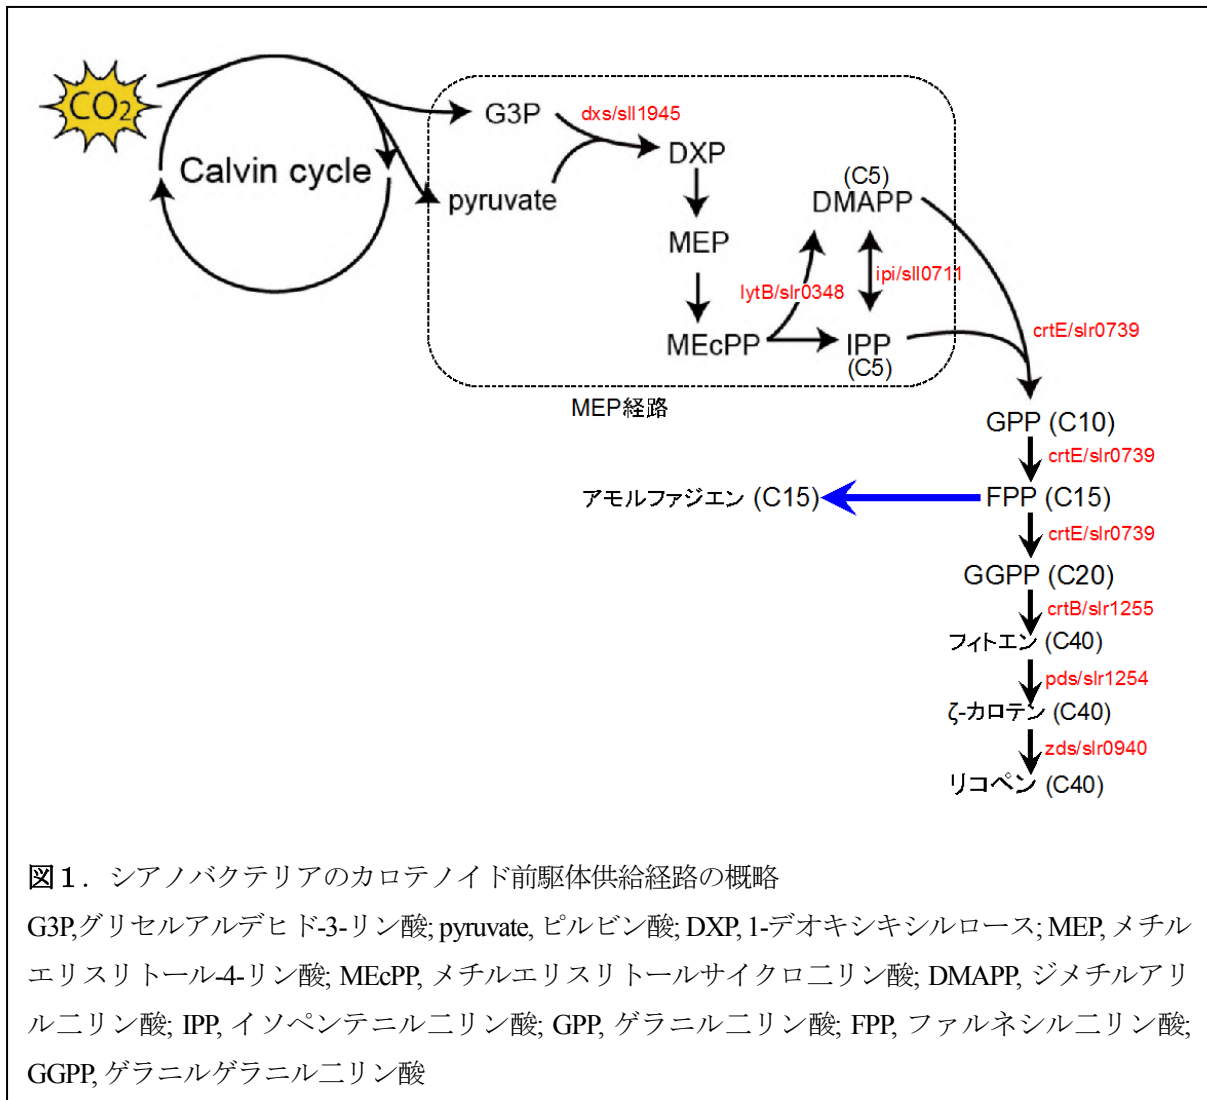 CO2
Calvin cycle
G3P
dxs/sll1945
DXP
pyruvate
MEP
MEcPP
lytB/slr0348
(C5)
DMAPP
ipi/sll0711
IPP
(C5)
MEP経路
crtE/slr0739
GPP (C10)
crtE/slr0739
アモルファジエン (C15)
FPP (C15)
crtE/slr0739
GGPP (C20)
crtB/slr1255
フィトエン (C40)
pds/slr1254
ζ-カロテン (C40)
zds/slr0940
リコペン (C40)
図1. シアノバクテリアのカロテノイド前駆体供給経路の概略
G3P,グリセルアルデヒド-3-リン酸; pyruvate, ピルビン酸; DXP, 1-デオキシキシルロース; MEP, メチル
エリスリトール-4-リン酸; MEcPP, メチルエリスリトールサイクロ二リン酸; DMAPP, ジメチルアリ
ル二リン酸; IPP, イソペンテニル二リン酸; GPP, ゲラニル二リン酸; FPP, ファルネシル二リン酸;
GGPP, ゲラニルゲラニル二リン酸